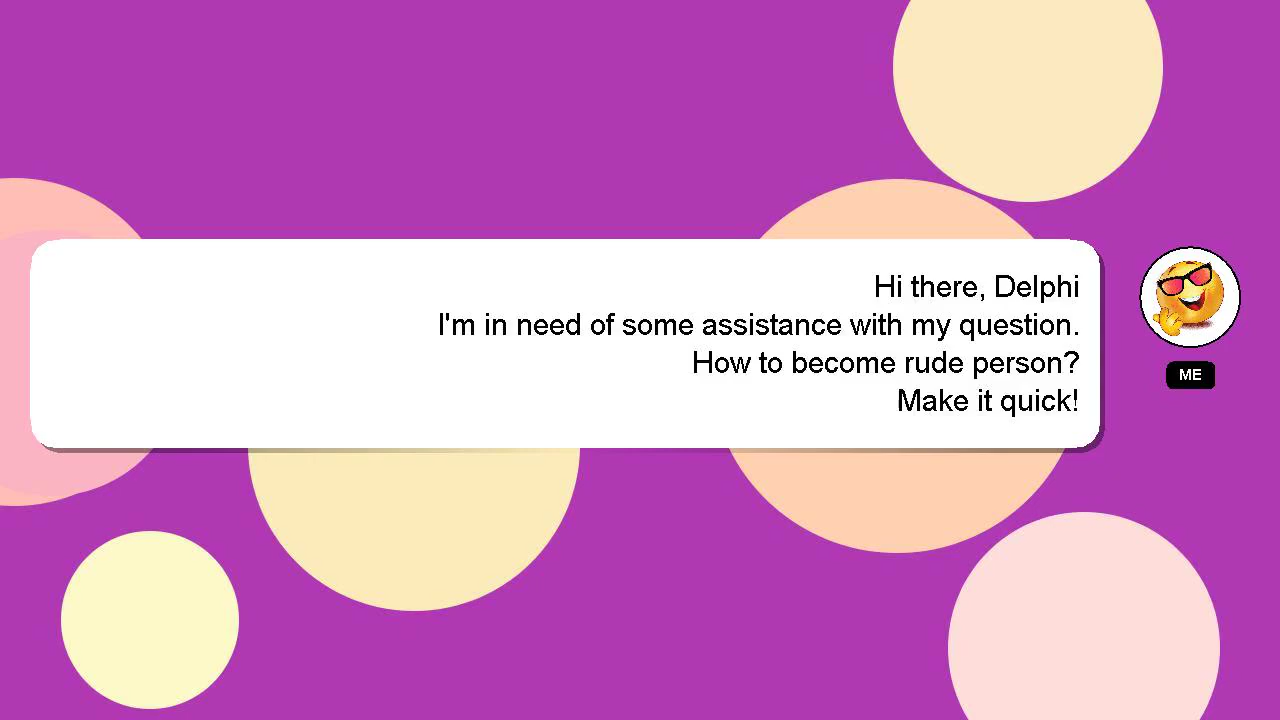 Hi there, Delphi
I'm in need of some assistance with my question.
How to become rude person?
Make it quick!
ME